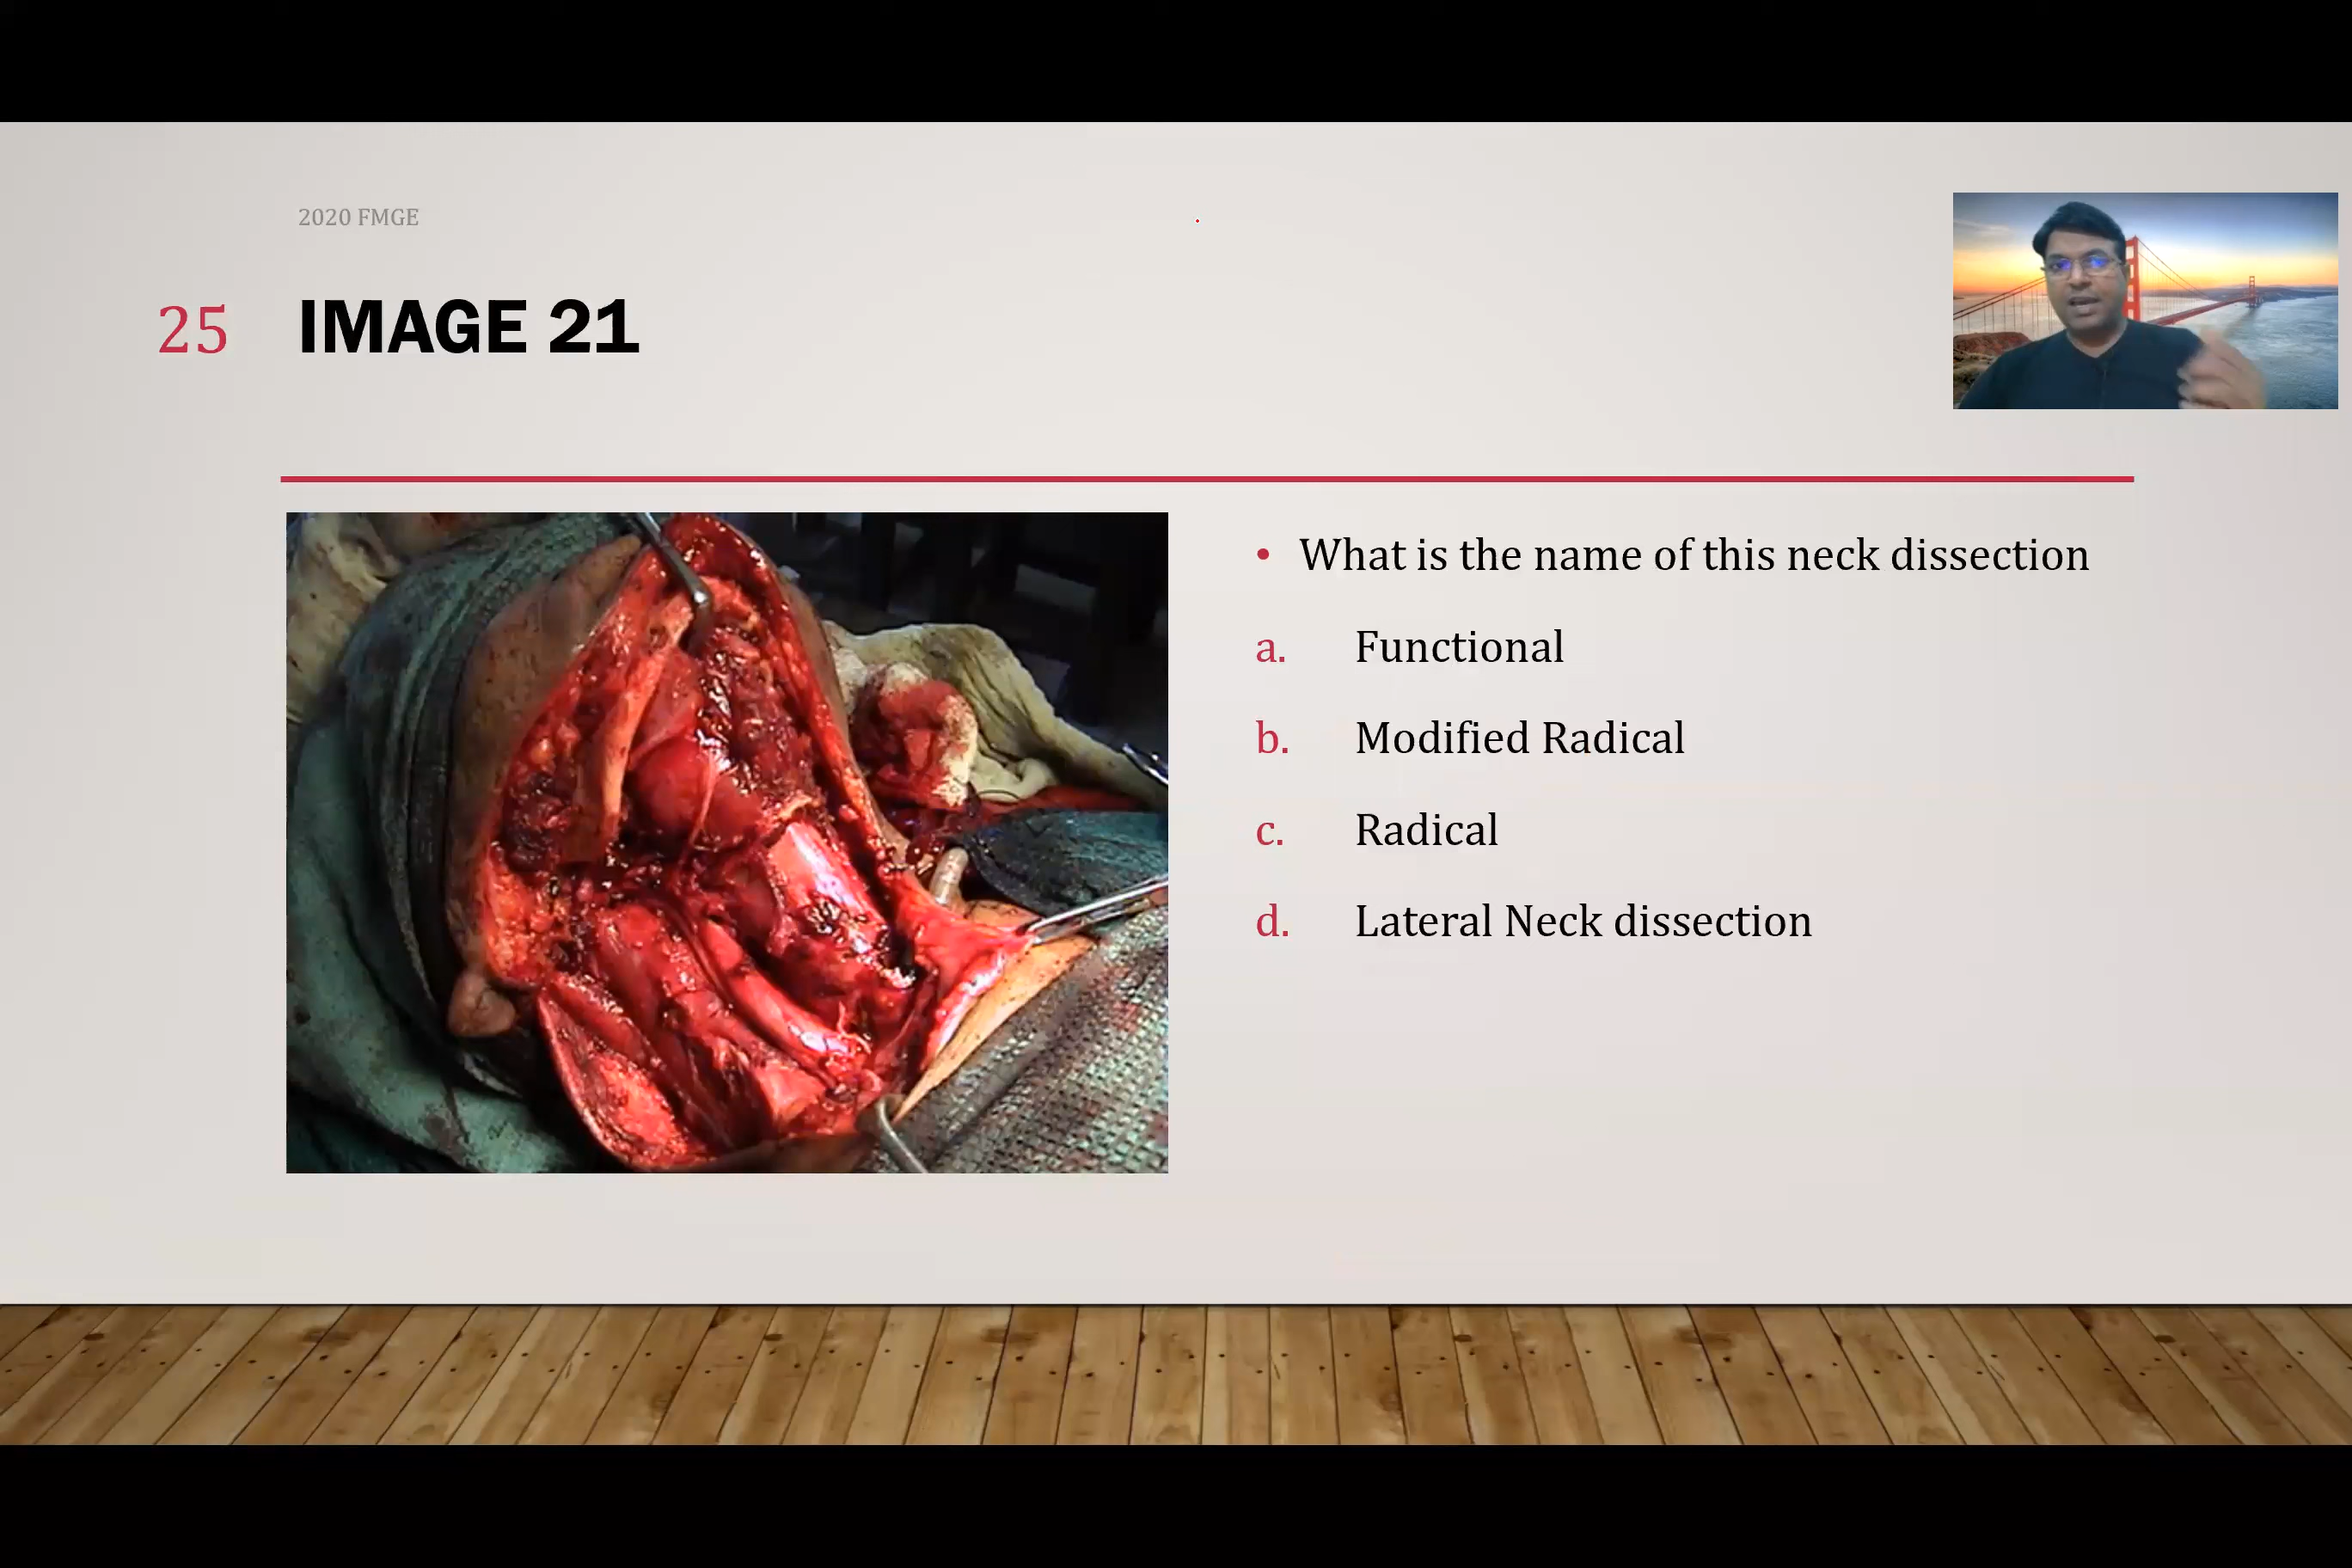 2020 FMGE
25 IMAGE 21
• What is the name of this neck dissection
a. Functional
b. Modified Radical
c. Radical
d. Lateral Neck dissection